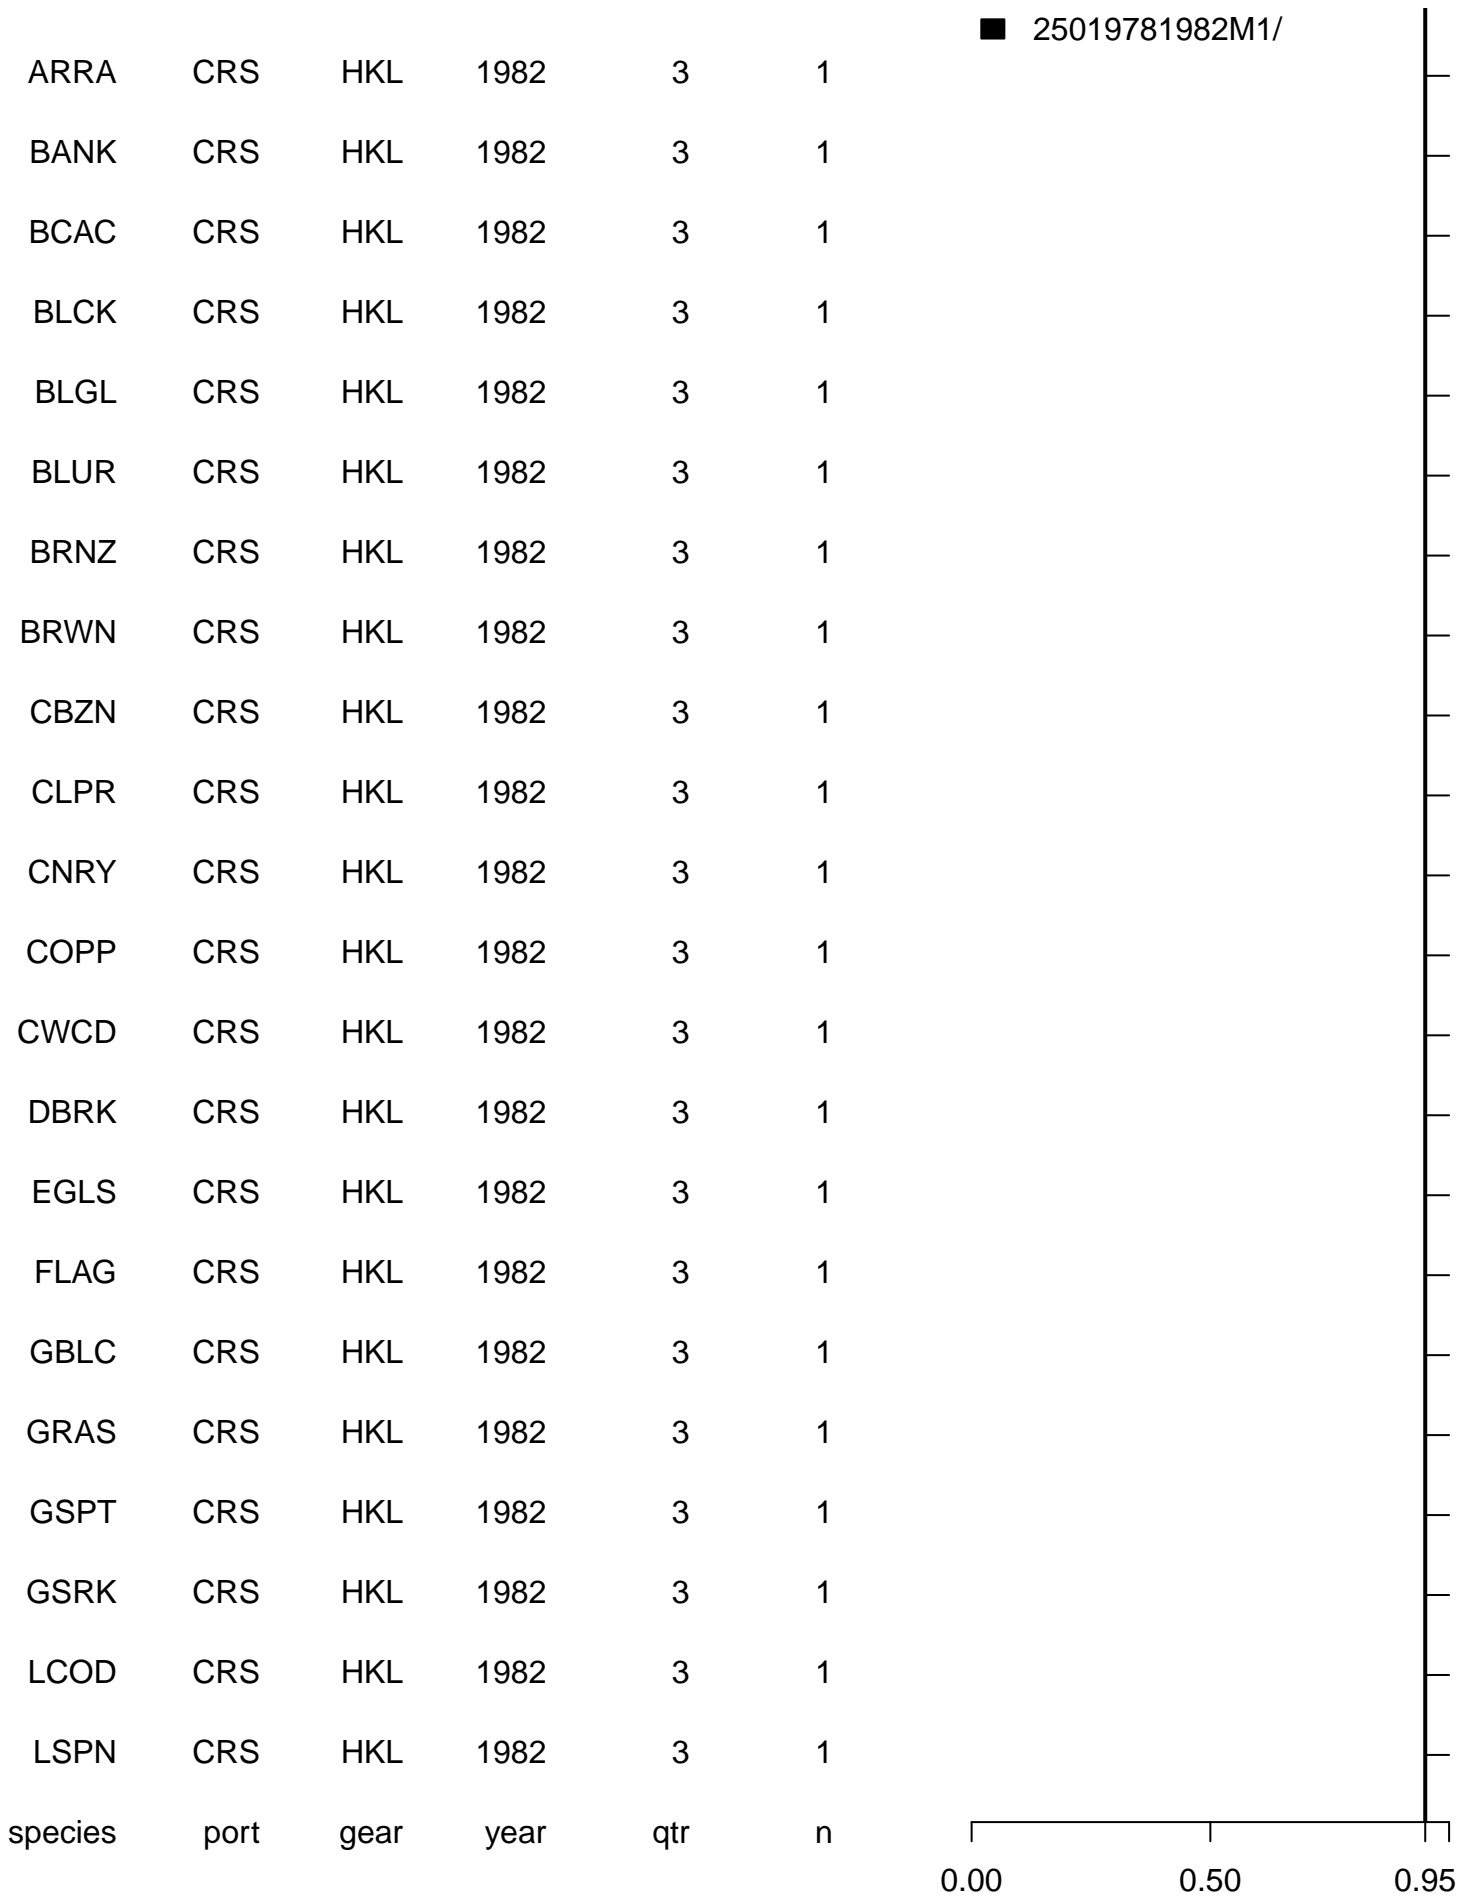 25019781982M1/
ARRA CRS HKL 1982 3 1
BANK CRS HKL 1982 3 1
BCAC CRS HKL 1982 3 1
BLCK CRS HKL 1982 3 1
BLGL CRS HKL 1982 3 1
BLUR CRS HKL 1982 3 1
BRNZ CRS HKL 1982 3 1
BRWN CRS HKL 1982 3 1
CBZN CRS HKL 1982 3 1
CLPR CRS HKL 1982 3 1
CNRY CRS HKL 1982 3 1
COPP CRS HKL 1982 3 1
CWCD CRS HKL 1982 3 1
DBRK CRS HKL 1982 3 1
EGLS CRS HKL 1982 3 1
FLAG CRS HKL 1982 3 1
GBLC CRS HKL 1982 3 1
GRAS CRS HKL 1982 3 1
GSPT CRS HKL 1982 3 1
GSRK CRS HKL 1982 3 1
LCOD CRS HKL 1982 3 1
LSPN CRS HKL 1982 3 1
species port gear year qtr n
0.00 0.50 0.95